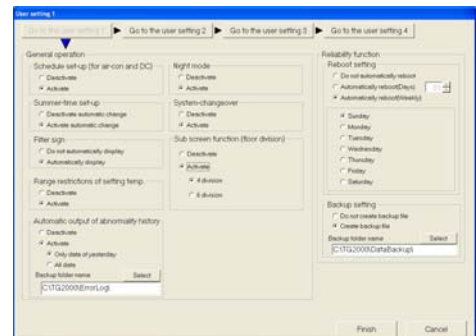 User setting 1
Go to the user setting 1
Go to the user setting 2
Go to the user setting 3
Go to the user setting 4
General operation
Schedule set-up (for air-con and DC)
Deactivate
Activate
Summer-time set-up
Deactivate automatic change
Activate automatic change
Filter sign
Do not automatically display
Automatically display
Range restrictions of setting temp.
Deactivate
Activate
Automatic output of abnormality history
Deactivate
Activate
Only data of yesterday
All data
Backup folder name
Select
C:\TG2000\ErrorLog\
Night mode
Deactivate
Activate
System-changeover
Deactivate
Activate
Sub screen function (floor division)
Deactivate
Activate
4 division
6 division
Reliability function
Reboot setting
Do not automatically reboot
Automatically reboot(Days)
Automatically reboot(Weekly)
Sunday
Monday
Tuesday
Wednesday
Thursday
Friday
Saturday
Backup setting
Do not create backup file
Create backup file
Backup folder name
Select
C:\TG2000\DataBackup\
Finish
Cancel